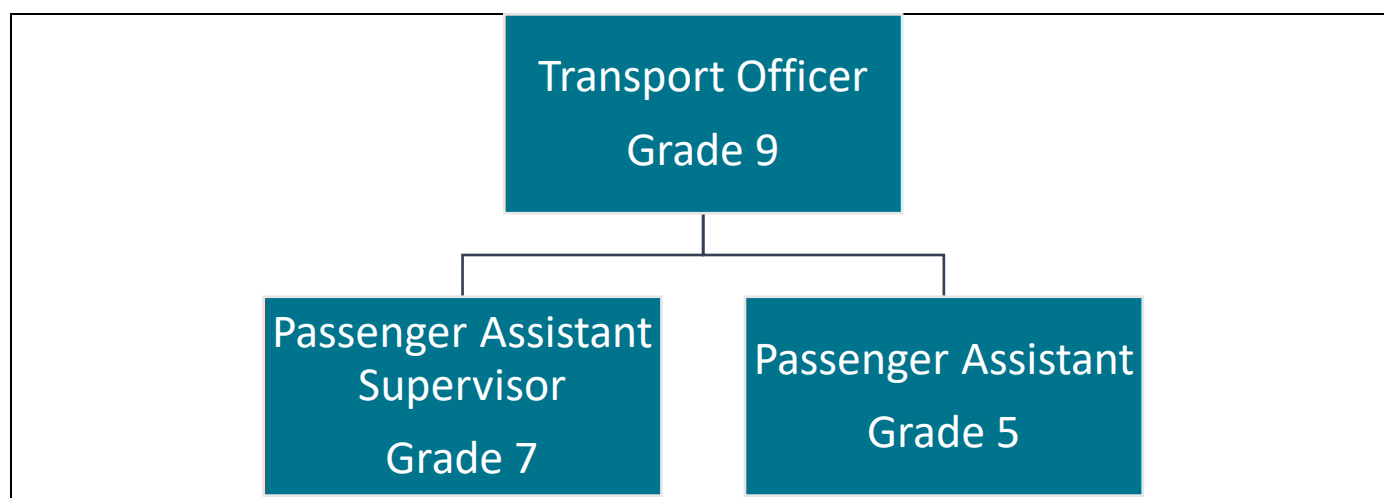 Transport Officer
Grade 9
Passenger Assistant
Supervisor
Grade 7
Passenger Assistant
Grade 5